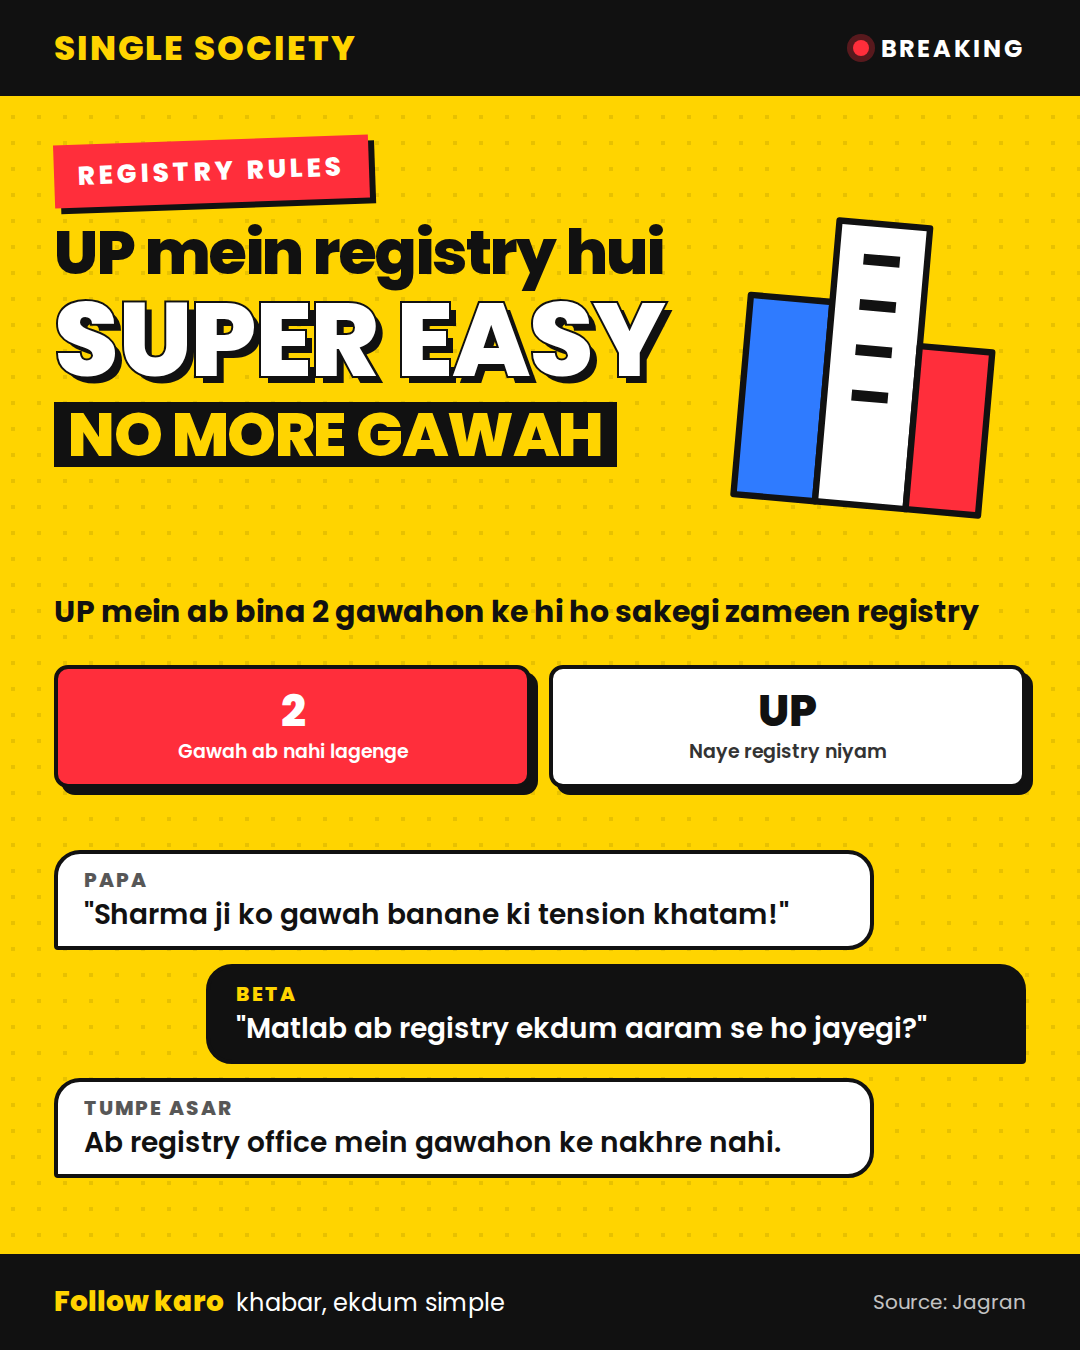 SINGLE SOCIETY
BREAKING
REGISTRY RULES
UP mein registry hui
SUPER EASY
NO MORE GAWAH
UP mein ab bina 2 gawahon ke hi ho sakegi zameen registry
2
Gawah ab nahi lagenge
UP
Naye registry niyam
PAPA
"Sharma ji ko gawah banane ki tension khatam!"
BETA
"Matlab ab registry ekdum aaram se ho jayegi?"
TUMPE ASAR
Ab registry office mein gawahon ke nakhre nahi.
Follow karo khabar, ekdum simple
Source: Jagran